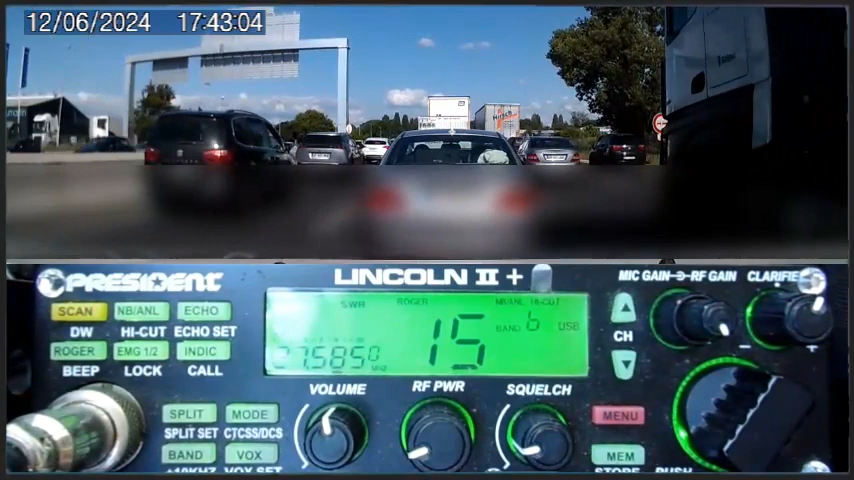 12/06/2024 17:43:04
PRESIDENT
LINCOLN II +
MIC GAIN RF GAIN CLARIFIE
SCAN NB/ANL ECHO
DW HI-CUT ECHO SET
ROGER EMG 1/2 INDIC
BEEP LOCK CALL
SWR ROGER NB/ANL HI-CUT
15 BAND b USB
27.5850 MHz
CH
VOLUME RF PWR SQUELCH
SPLIT MODE
SPLIT SET CTCSS/DCS
BAND VOX
+10KHZ VOX SET
MENU
MEM
STORE PUSH